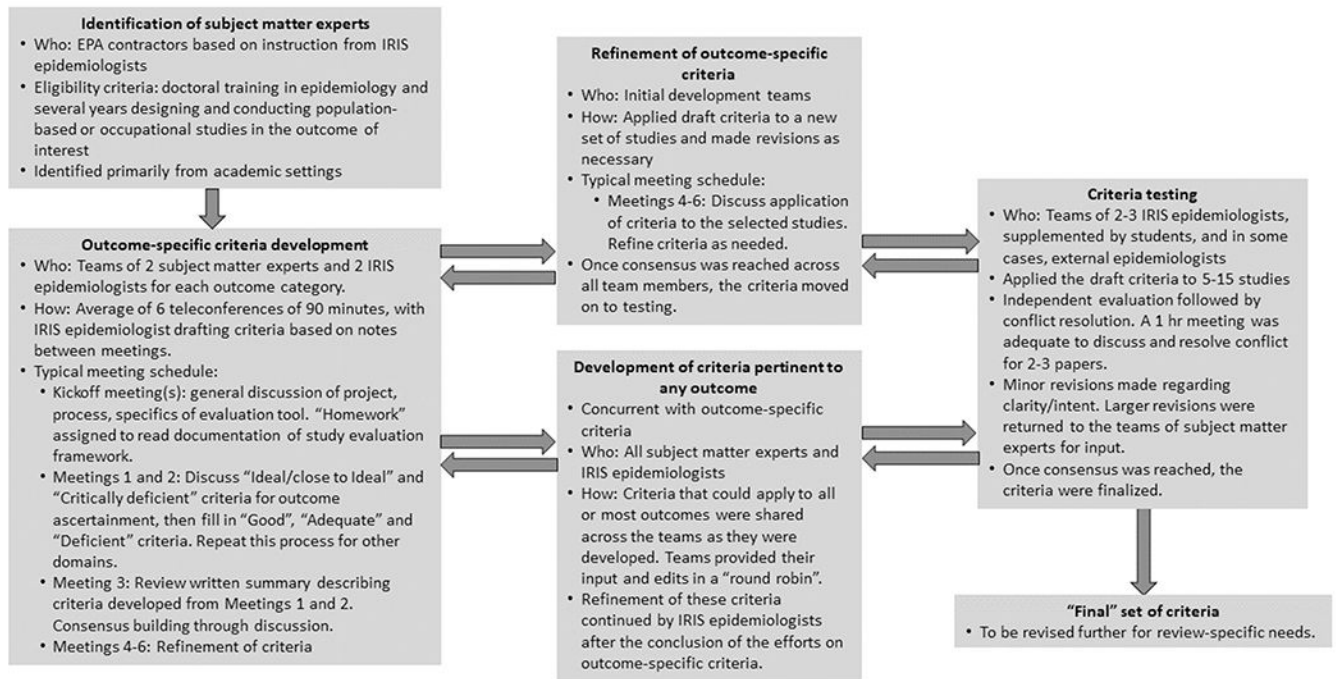 Identification of subject matter experts
• Who: EPA contractors based on instruction from IRIS
epidemiologists
• Eligibility criteria: doctoral training in epidemiology and
several years designing and conducting population-
based or occupational studies in the outcome of
interest
• Identified primarily from academic settings
Outcome-specific criteria development
• Who: Teams of 2 subject matter experts and 2 IRIS
epidemiologists for each outcome category.
• How: Average of 6 teleconferences of 90 minutes, with
IRIS epidemiologist drafting criteria based on notes
between meetings.
• Typical meeting schedule:
• Kickoff meeting(s): general discussion of project,
process, specifics of evaluation tool. “Homework”
assigned to read documentation of study evaluation
framework.
• Meetings 1 and 2: Discuss “Ideal/close to Ideal” and
“Critically deficient” criteria for outcome
ascertainment, then fill in “Good”, “Adequate” and
“Deficient” criteria. Repeat this process for other
domains.
• Meeting 3: Review written summary describing
criteria developed from Meetings 1 and 2.
Consensus building through discussion.
• Meetings 4-6: Refinement of criteria
Refinement of outcome-specific
criteria
• Who: Initial development teams
• How: Applied draft criteria to a new
set of studies and made revisions as
necessary
• Typical meeting schedule:
• Meetings 4-6: Discuss application
of criteria to the selected studies.
Refine criteria as needed.
• Once consensus was reached across
all team members, the criteria moved
on to testing.
Development of criteria pertinent to
any outcome
• Concurrent with outcome-specific
criteria
• Who: All subject matter experts and
IRIS epidemiologists
• How: Criteria that could apply to all
or most outcomes were shared
across the teams as they were
developed. Teams provided their
input and edits in a “round robin”.
• Refinement of these criteria
continued by IRIS epidemiologists
after the conclusion of the efforts on
outcome-specific criteria.
Criteria testing
• Who: Teams of 2-3 IRIS epidemiologists,
supplemented by students, and in some
cases, external epidemiologists
• Applied the draft criteria to 5-15 studies
• Independent evaluation followed by
conflict resolution. A 1 hr meeting was
adequate to discuss and resolve conflict
for 2-3 papers.
• Minor revisions made regarding
clarity/intent. Larger revisions were
returned to the teams of subject matter
experts for input.
• Once consensus was reached, the
criteria were finalized.
“Final” set of criteria
• To be revised further for review-specific needs.